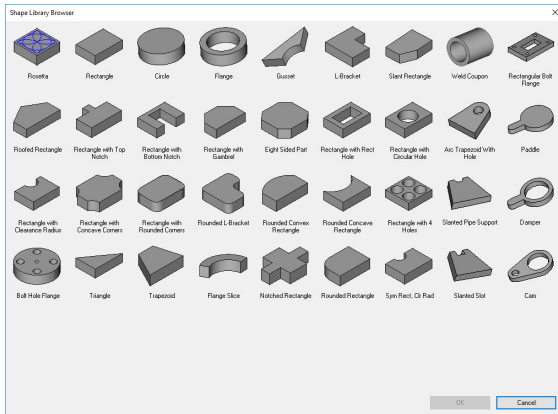 Shape Library Browser
Rosetta
Rectangle
Circle
Flange
Gusset
L-Bracket
Slant Rectangle
Weld Coupon
Rectangular Bolt
Flange
Roofed Rectangle
Rectangle with Top
Notch
Rectangle with
Bottom Notch
Rectangle with
Gambrel
Eight Sided Part
Rectangle with Rect
Hole
Rectangle with
Circular Hole
Arc Trapezoid With
Hole
Paddle
Rectangle with
Clearance Radius
Rectangle with
Concave Corners
Rectangle with
Rounded Corners
Rounded L-Bracket
Rounded Convex
Rectangle
Rounded Concave
Rectangle
Rectangle with 4
Holes
Slanted Pipe Support
Damper
Bolt Hole Flange
Triangle
Trapezoid
Flange Slice
Notched Rectangle
Rounded Rectangle
Sym Rect, Clr Rad
Slanted Slot
Cam
OK
Cancel